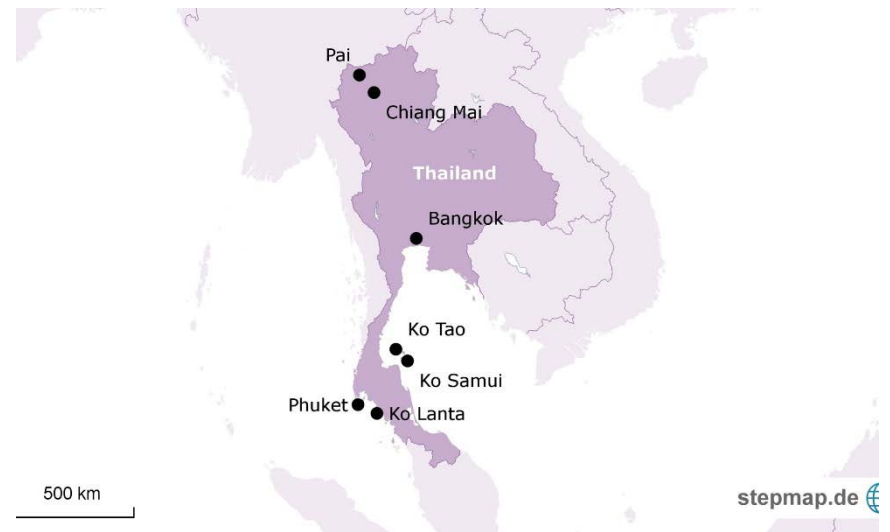 Pai
Chiang Mai
Thailand
Bangkok
Ko Tao
Ko Samui
Phuket
Ko Lanta
500 km
stepmap.de